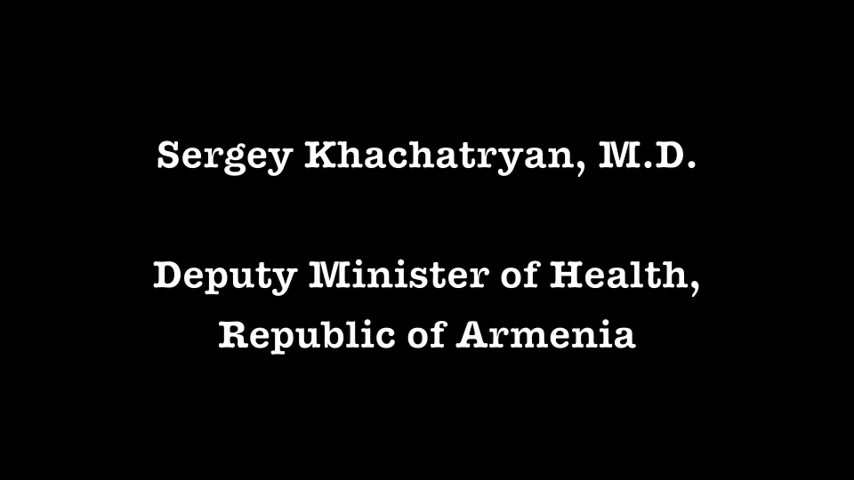 Sergey Khachatryan, M.D.
Deputy Minister of Health,
Republic of Armenia